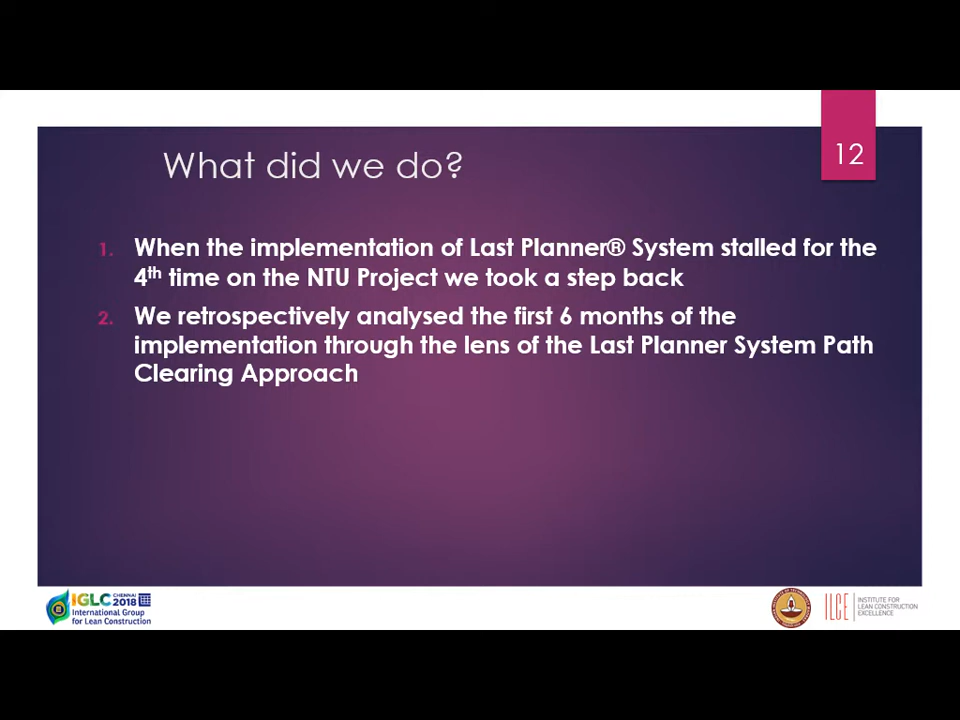 12
What did we do?
1. When the implementation of Last Planner® System stalled for the
4th time on the NTU Project we took a step back
2. We retrospectively analysed the first 6 months of the
implementation through the lens of the Last Planner System Path
Clearing Approach
IGLC CHENNAI 2018
International Group
for Lean Construction
ILCE
INSTITUTE FOR
LEAN CONSTRUCTION
EXCELLENCE